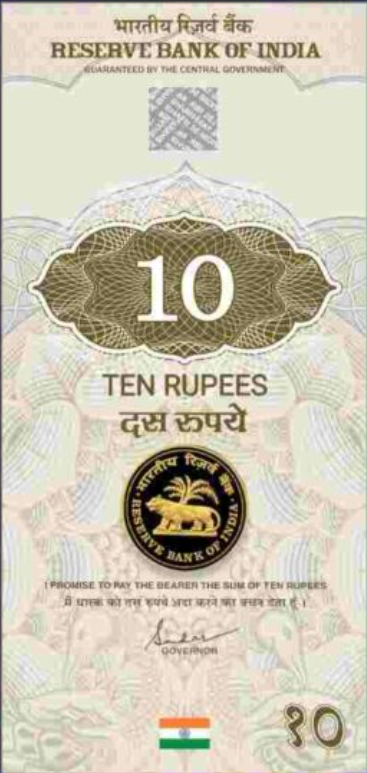 भारतीय रिज़र्व बैंक
RESERVE BANK OF INDIA
GUARANTEED BY THE CENTRAL GOVERNMENT
10
TEN RUPEES
दस रुपये
भारतीय रिज़र्व बैंक
RESERVE BANK OF INDIA
I PROMISE TO PAY THE BEARER THE SUM OF TEN RUPEES
मैं धारक को दस रुपये अदा करने का वचन देता हूँ।
GOVERNOR
१0